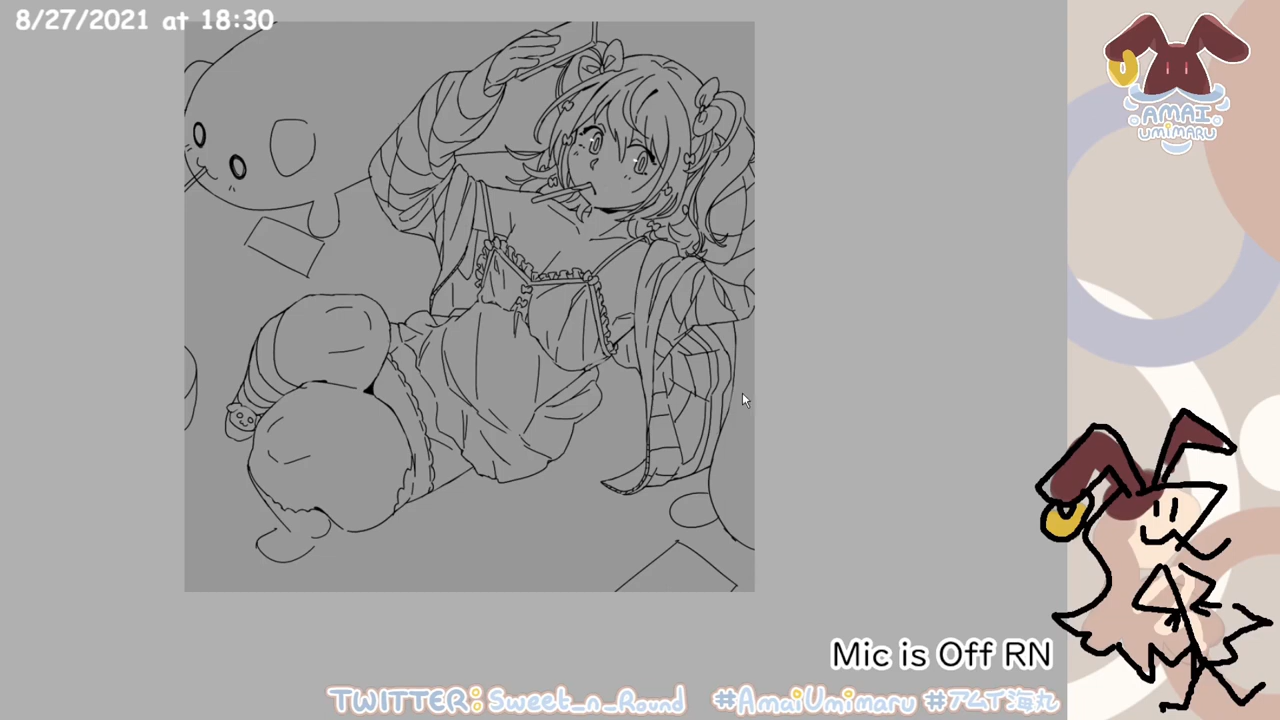 8/27/2021 at 18:30
AMAI
UMIMARU
Mic is Off RN
TWITTER: Sweet_n_Round #AmaiUmimaru #アムイ海丸